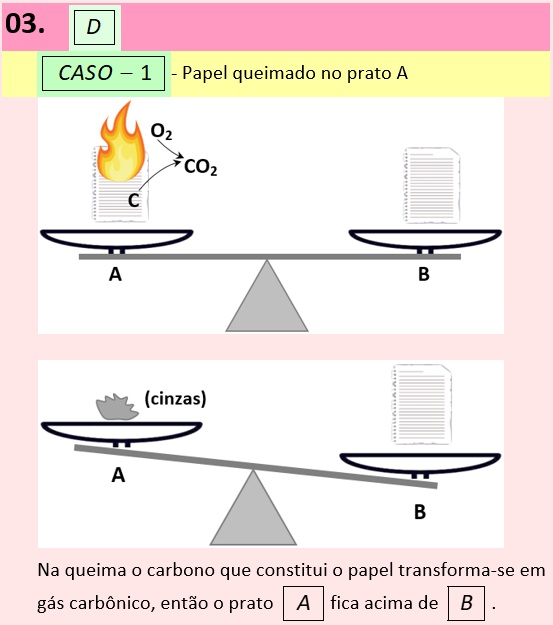 03. D
CASO – 1 - Papel queimado no prato A
O₂
CO₂
C
A B
(cinzas)
A
B
Na queima o carbono que constitui o papel transforma-se em
gás carbônico, então o prato A fica acima de B .